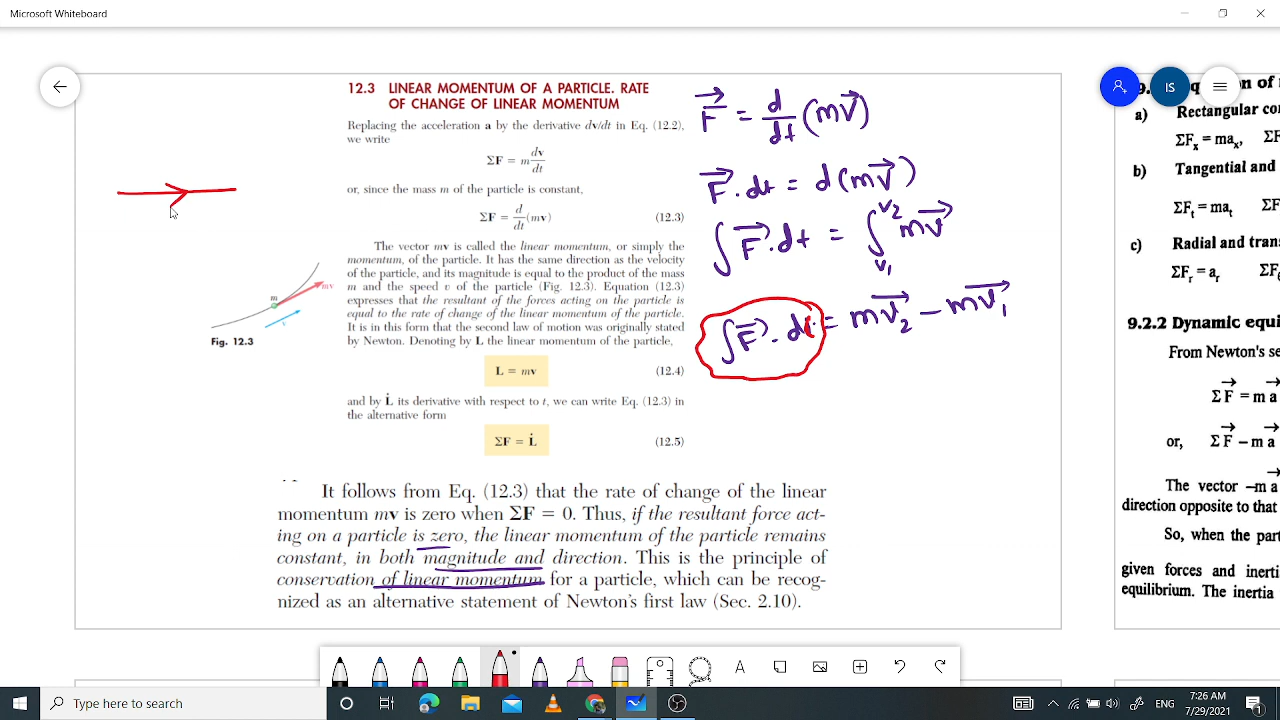 Microsoft Whiteboard
IS
12.3 LINEAR MOMENTUM OF A PARTICLE. RATE
OF CHANGE OF LINEAR MOMENTUM
Replacing the acceleration a by the derivative dv/dt in Eq. (12.2),
we write
ΣF = m dv/dt
or, since the mass m of the particle is constant,
ΣF = d/dt (mv) (12.3)
The vector mv is called the linear momentum, or simply the
momentum, of the particle. It has the same direction as the velocity
of the particle, and its magnitude is equal to the product of the mass
m and the speed v of the particle (Fig. 12.3). Equation (12.3)
expresses that the resultant of the forces acting on the particle is
equal to the rate of change of the linear momentum of the particle.
It is in this form that the second law of motion was originally stated
by Newton. Denoting by L the linear momentum of the particle,
L = mv (12.4)
and by L̇ its derivative with respect to t, we can write Eq. (12.3) in
the alternative form
ΣF = L̇ (12.5)
m
mv
v
Fig. 12.3
It follows from Eq. (12.3) that the rate of change of the linear
momentum mv is zero when ΣF = 0. Thus, if the resultant force act-
ing on a particle is zero, the linear momentum of the particle remains
constant, in both magnitude and direction. This is the principle of
conservation of linear momentum for a particle, which can be recog-
nized as an alternative statement of Newton's first law (Sec. 2.10).
F⃗ = d/dt (mv⃗)
F⃗ . dt = d(mv⃗)
∫ F⃗ . dt = ∫_{v₁}^{v₂} mv⃗
∫ F⃗ . dt = mv⃗₂ – mv⃗₁
on of
a) Rectangular
ΣFₓ = maₓ, ΣF
b) Tangential and
ΣFₜ = maₜ ΣF
c) Radial and
ΣFᵣ = aᵣ ΣF
9.2.2 Dynamic
From Newton's
ΣF⃗ = ma⃗
or, ΣF⃗ – ma⃗
The vector –ma⃗
direction opposite to that
So, when the
given forces and
equilibrium. The inertia
A
Type here to search
ENG
7:26 AM
7/29/2021